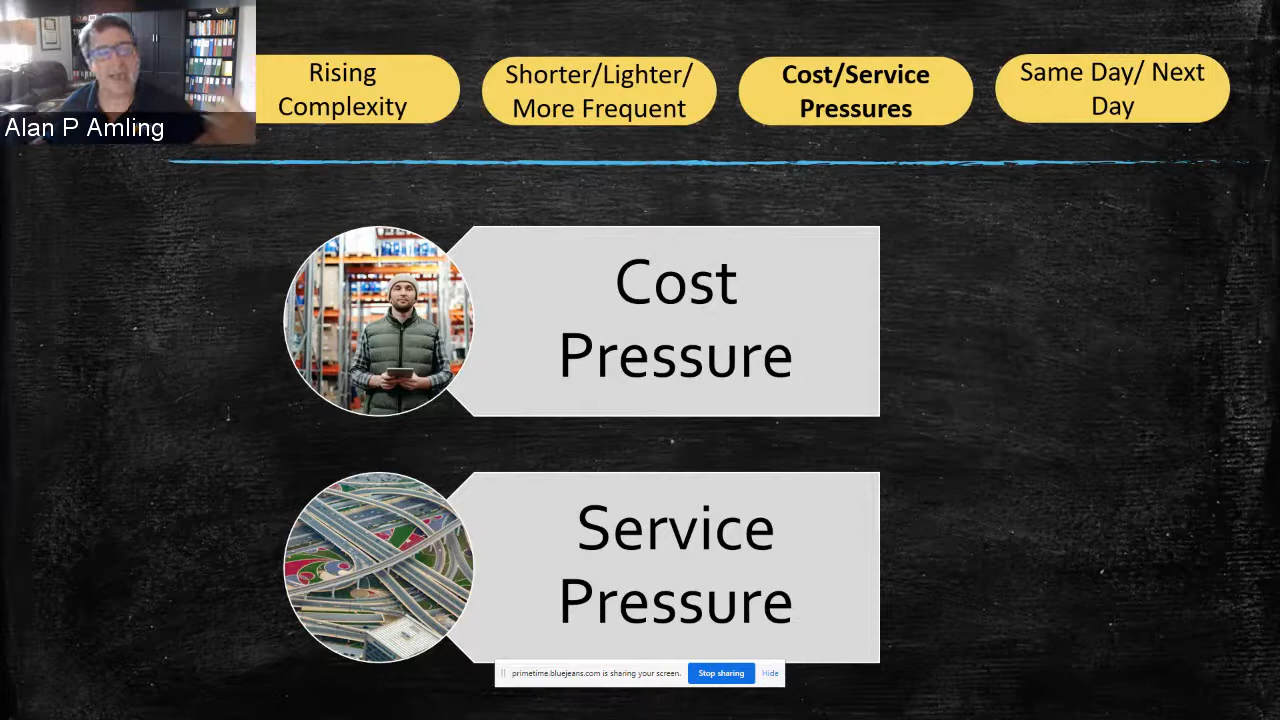 Alan P Amling
Rising
Complexity
Shorter/Lighter/
More Frequent
Cost/Service
Pressures
Same Day/ Next
Day
Cost
Pressure
Service
Pressure
primetime.bluejeans.com is sharing your screen.
Stop sharing
Hide